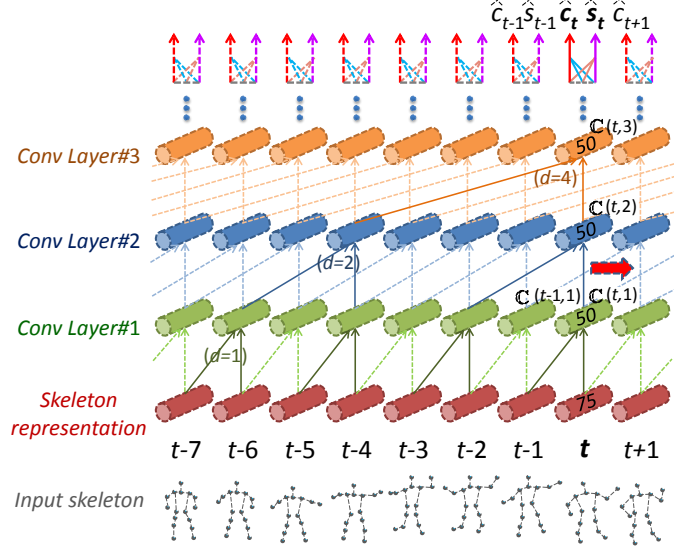 ĉt-1 ŝt-1 ĉt ŝt ĉt+1
ℂ(t,3)
Conv Layer#3
50
(d=4)
ℂ(t,2)
Conv Layer#2
50
(d=2)
ℂ(t-1,1) ℂ(t,1)
Conv Layer#1
50
(d=1)
Skeleton
representation
75
t-7 t-6 t-5 t-4 t-3 t-2 t-1 t t+1
Input skeleton